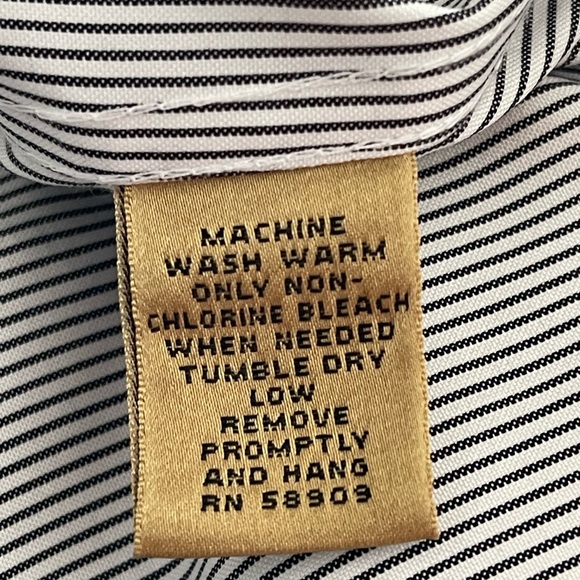 MACHINE
WASH WARM
ONLY NON-
CHLORINE BLEACH
WHEN NEEDED
TUMBLE DRY
LOW
REMOVE
PROMPTLY
AND HANG
RN 58909